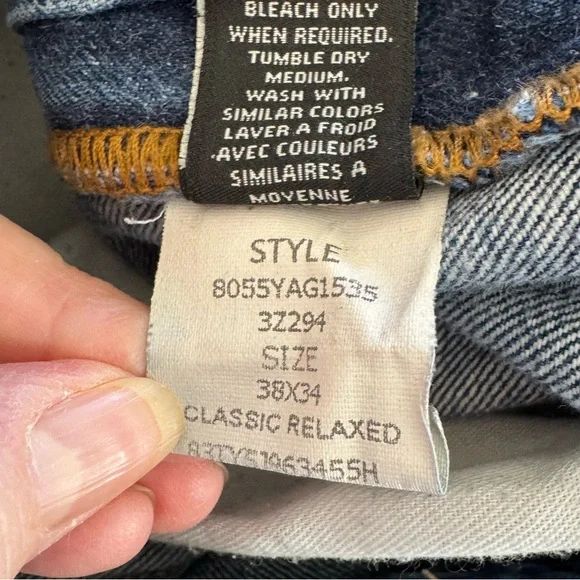 BLEACH ONLY
WHEN REQUIRED.
TUMBLE DRY
MEDIUM.
WASH WITH
SIMILAR COLORS
LAVER A FROID
AVEC COULEURS
SIMILAIRES A
MOYENNE
STYLE
8055YAG1535
3Z294
SIZE
38X34
CLASSIC RELAXED